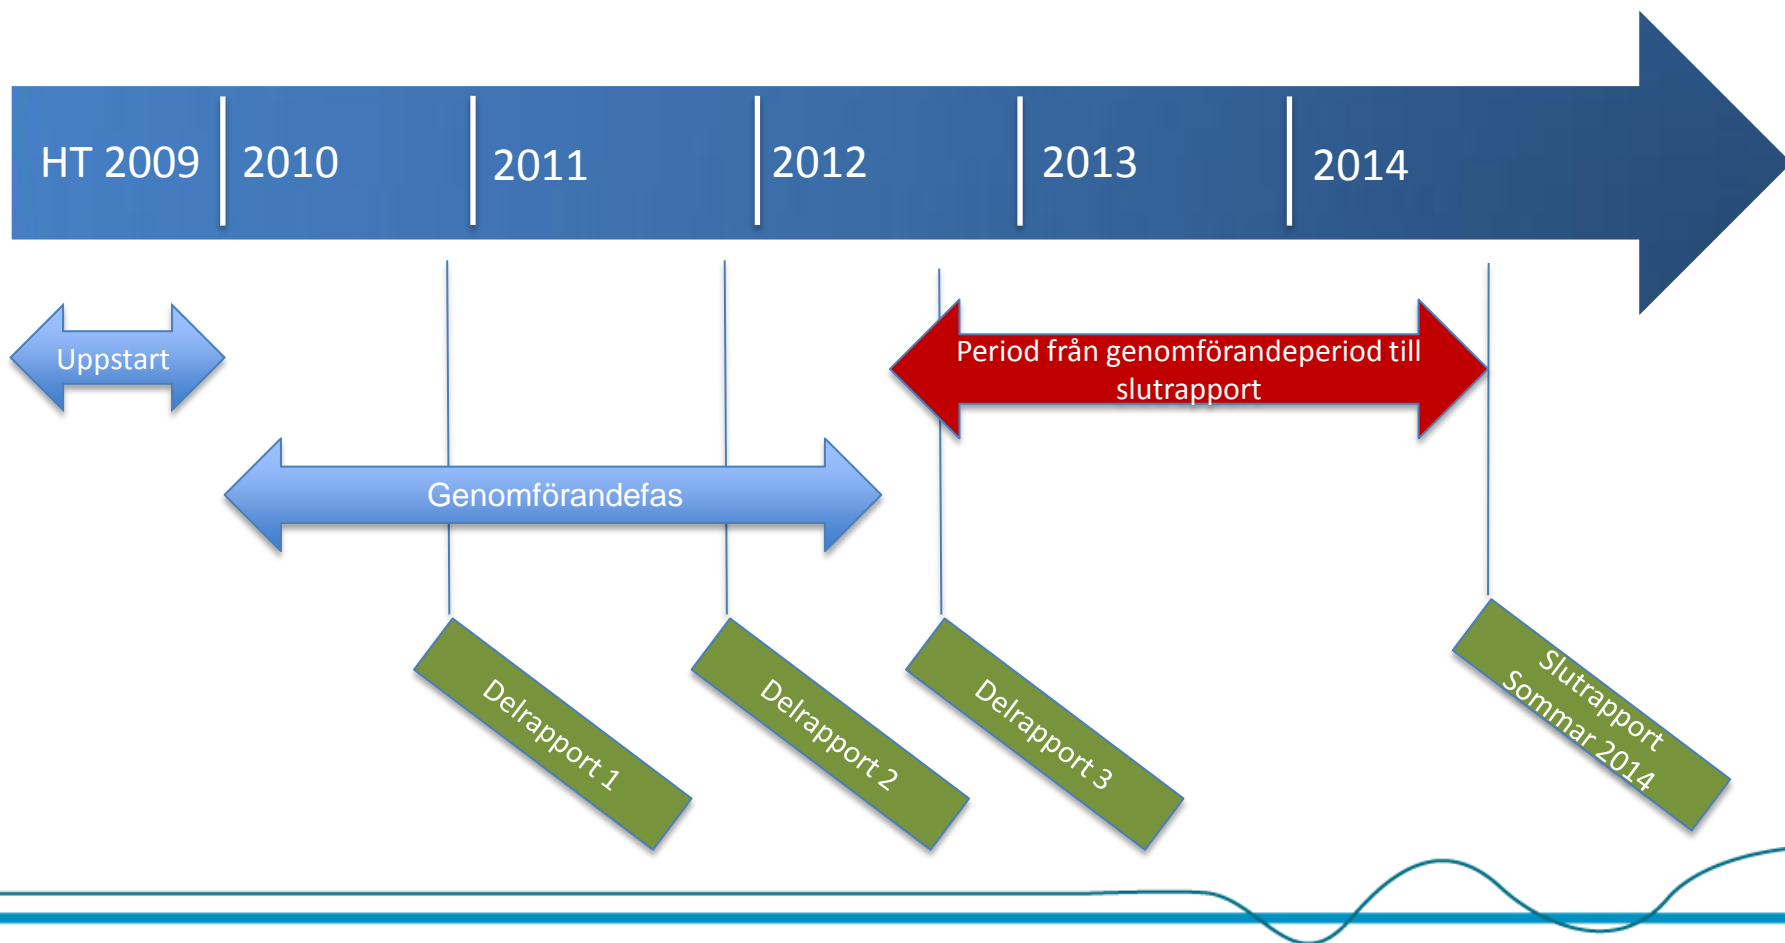 HT 2009
2010
2011
2012
2013
2014
Uppstart
Period från genomförandeperiod till
slutrapport
Genomförandefas
Delrapport 1
Delrapport 2
Delrapport 3
Slutrapport
Sommar 2014